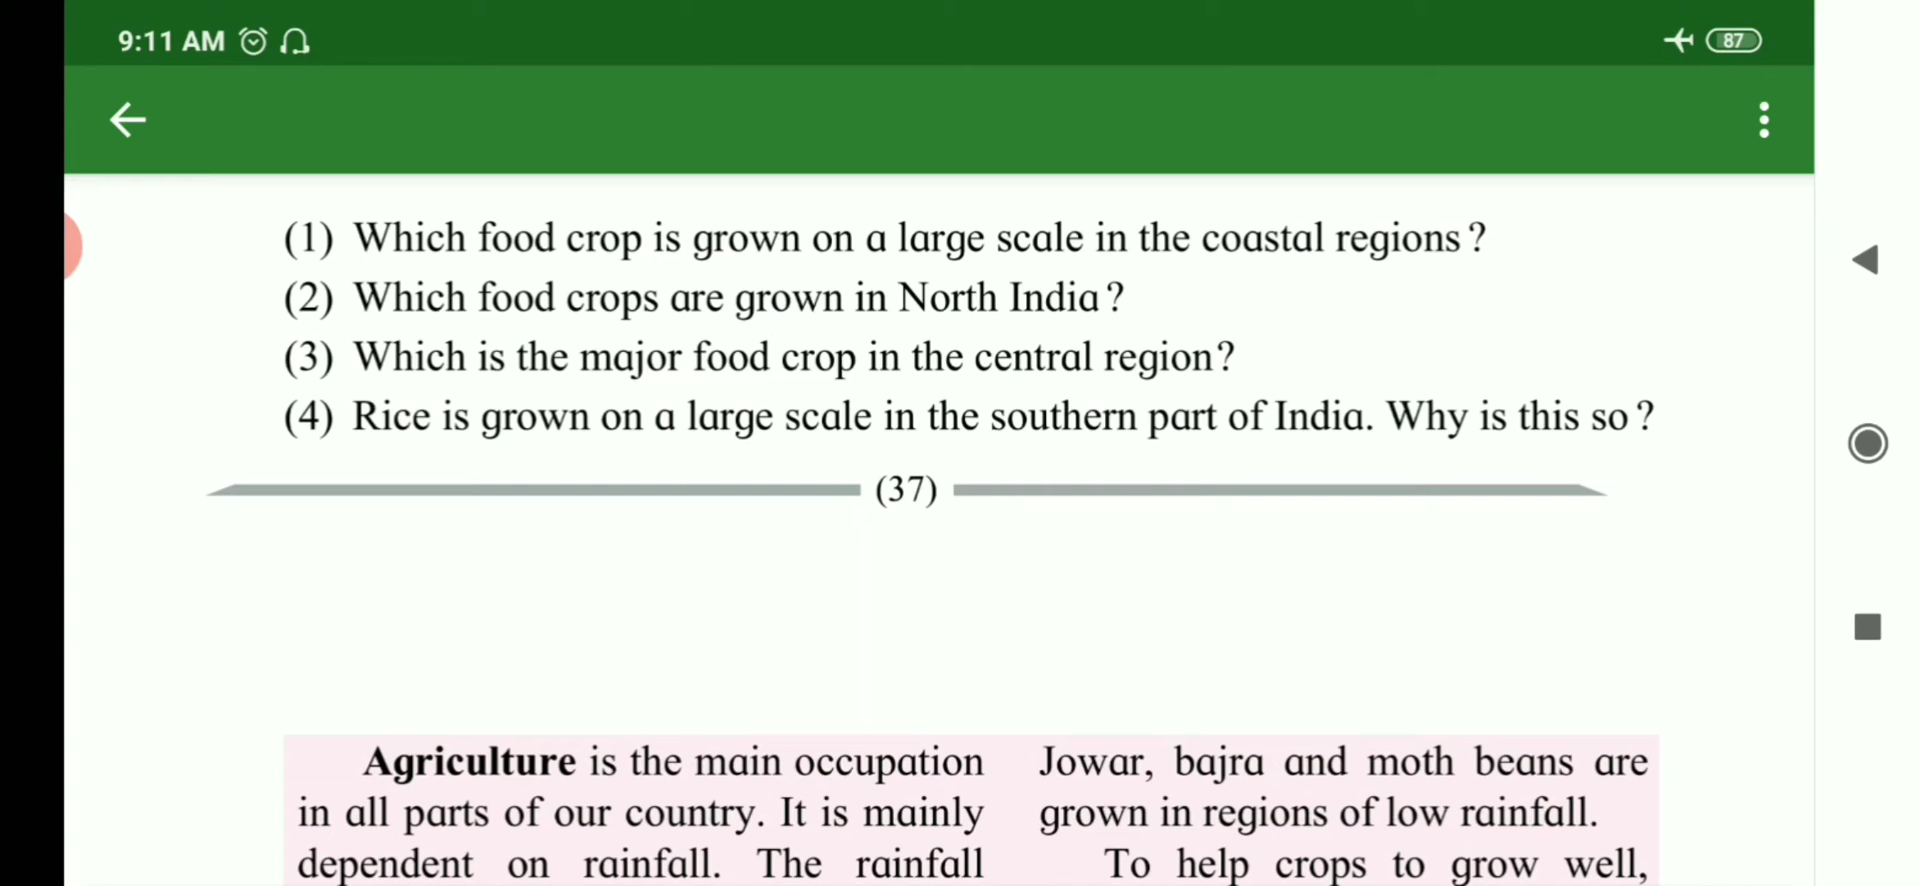 9:11 AM
87
(1) Which food crop is grown on a large scale in the coastal regions?
(2) Which food crops are grown in North India?
(3) Which is the major food crop in the central region?
(4) Rice is grown on a large scale in the southern part of India. Why is this so?
(37)
Agriculture is the main occupation
in all parts of our country. It is mainly
dependent on rainfall. The rainfall
Jowar, bajra and moth beans are
grown in regions of low rainfall.
To help crops to grow well,